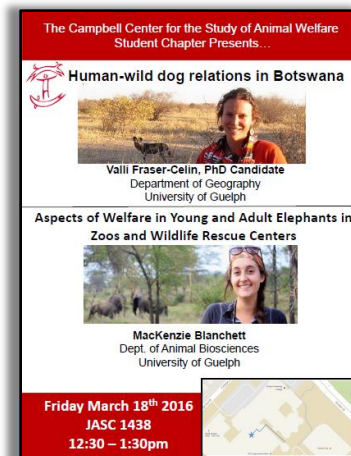 The Campbell Center for the Study of Animal Welfare
Student Chapter Presents…
Human-wild dog relations in Botswana
Valli Fraser-Celin, PhD Candidate
Department of Geography
University of Guelph
Aspects of Welfare in Young and Adult Elephants in
Zoos and Wildlife Rescue Centers
MacKenzie Blanchett
Dept. of Animal Biosciences
University of Guelph
Friday March 18th 2016
JASC 1438
12:30 – 1:30pm